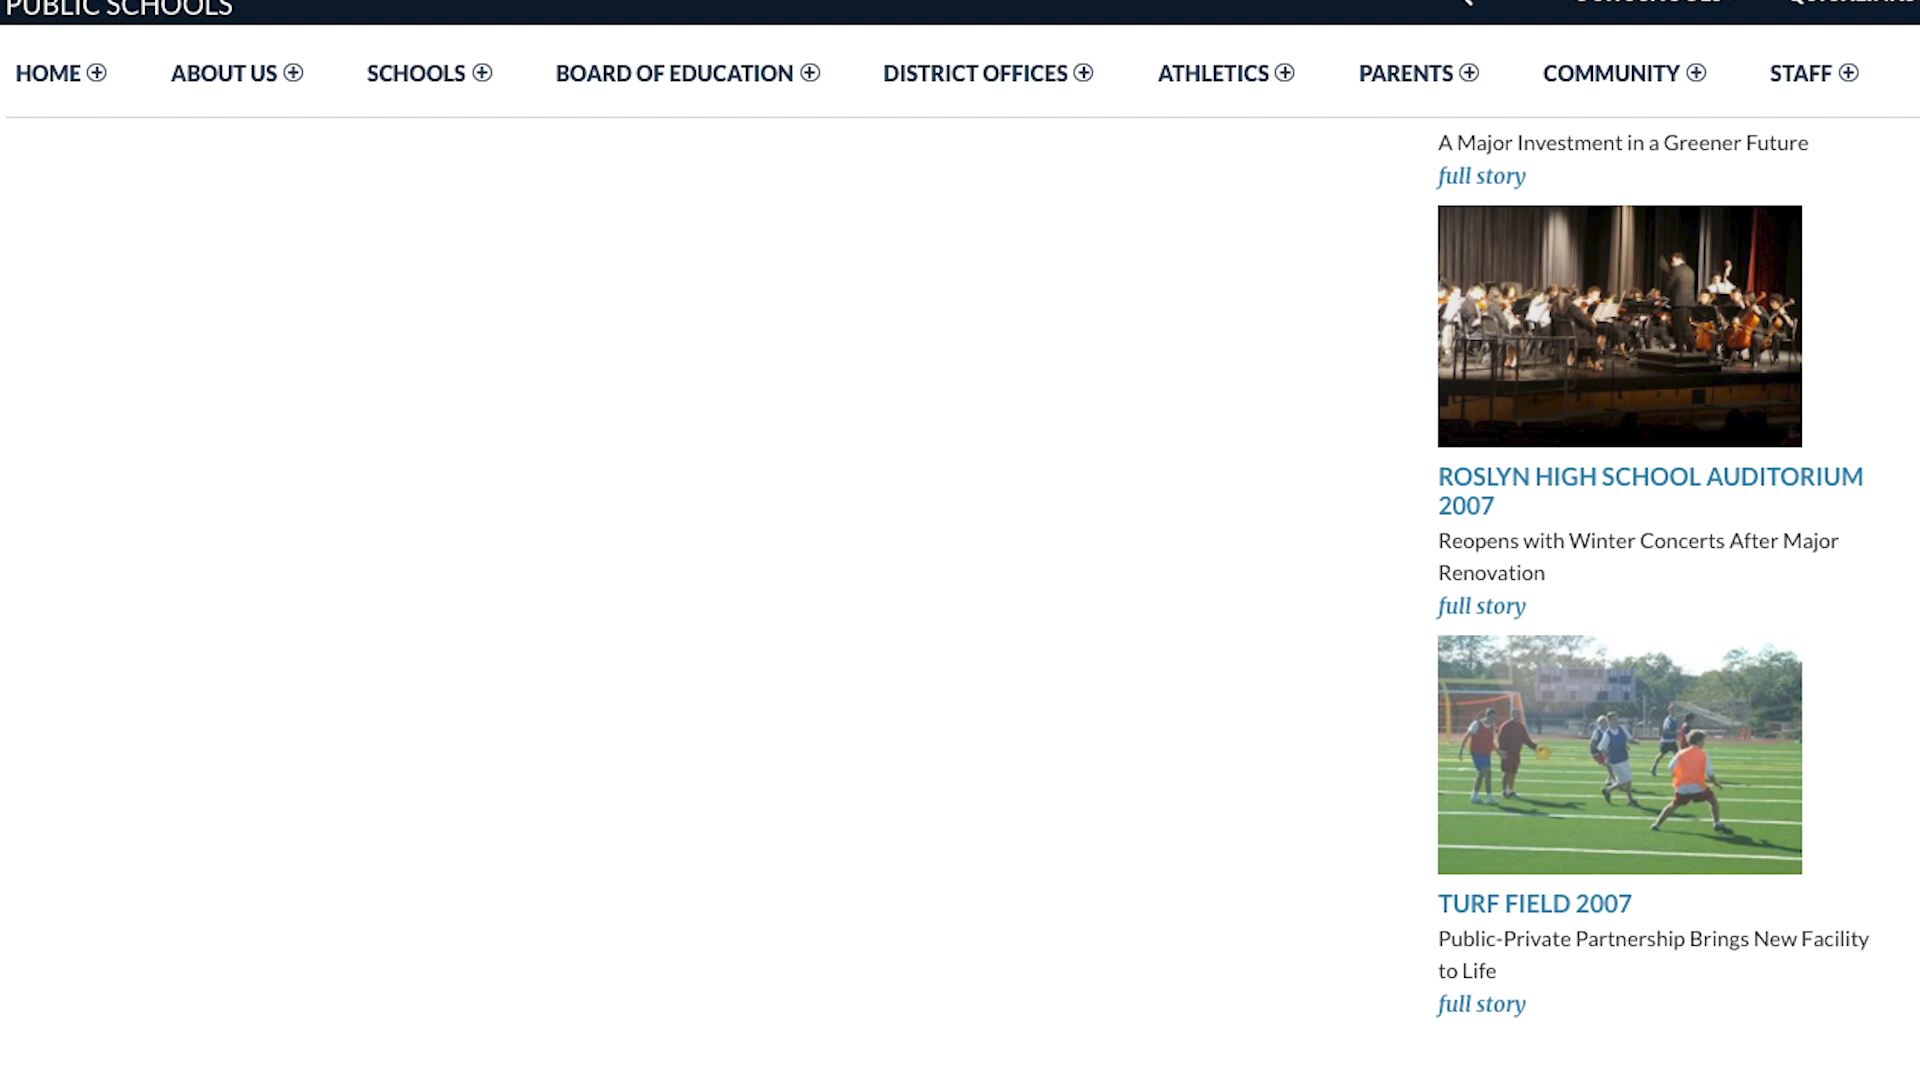 PUBLIC SCHOOLS
HOME
ABOUT US
SCHOOLS
BOARD OF EDUCATION
DISTRICT OFFICES
ATHLETICS
PARENTS
COMMUNITY
STAFF
A Major Investment in a Greener Future
full story
ROSLYN HIGH SCHOOL AUDITORIUM
2007
Reopens with Winter Concerts After Major
Renovation
full story
TURF FIELD 2007
Public-Private Partnership Brings New Facility
to Life
full story